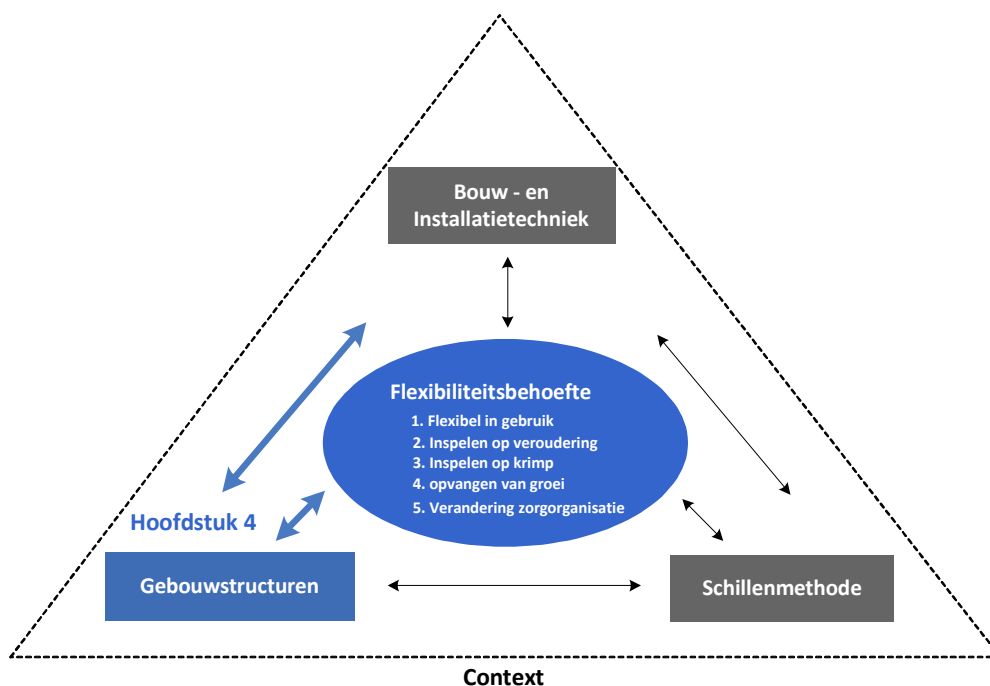 Bouw - en
Installatietechniek
Flexibiliteitsbehoefte
1. Flexibel in gebruik
2. Inspelen op veroudering
3. Inspelen op krimp
4. opvangen van groei
5. Verandering zorgorganisatie
Hoofdstuk 4
Gebouwstructuren
Schillenmethode
Context